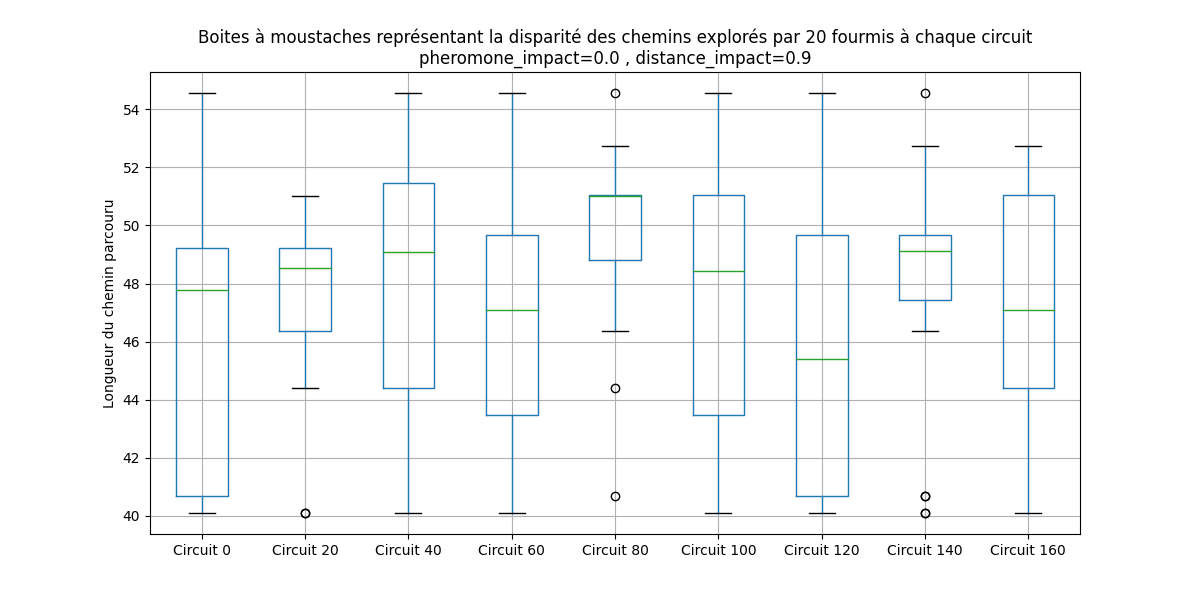 Boites à moustaches représentant la disparité des chemins explorés par 20 fourmis à chaque circuit
pheromone_impact=0.0 , distance_impact=0.9
Longueur du chemin parcouru
54
52
50
48
46
44
42
40
Circuit 0 Circuit 20 Circuit 40 Circuit 60 Circuit 80 Circuit 100 Circuit 120 Circuit 140 Circuit 160